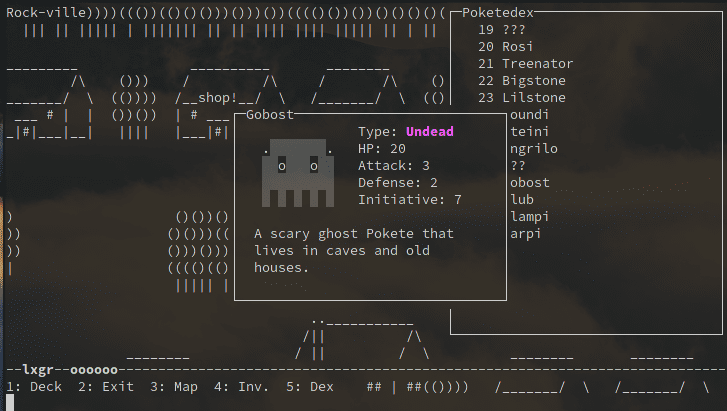 Rock-ville
Poketedex
19 ???
20 Rosi
21 Treenator
22 Bigstone
23 Lilstone
oundi
teini
ngrilo
??
obost
lub
lampi
arpi
shop!
Gobost
Type: Undead
HP: 20
Attack: 3
Defense: 2
Initiative: 7
A scary ghost Pokete that
lives in caves and old
houses.
lxgr
oooooo
1: Deck 2: Exit 3: Map 4: Inv. 5: Dex